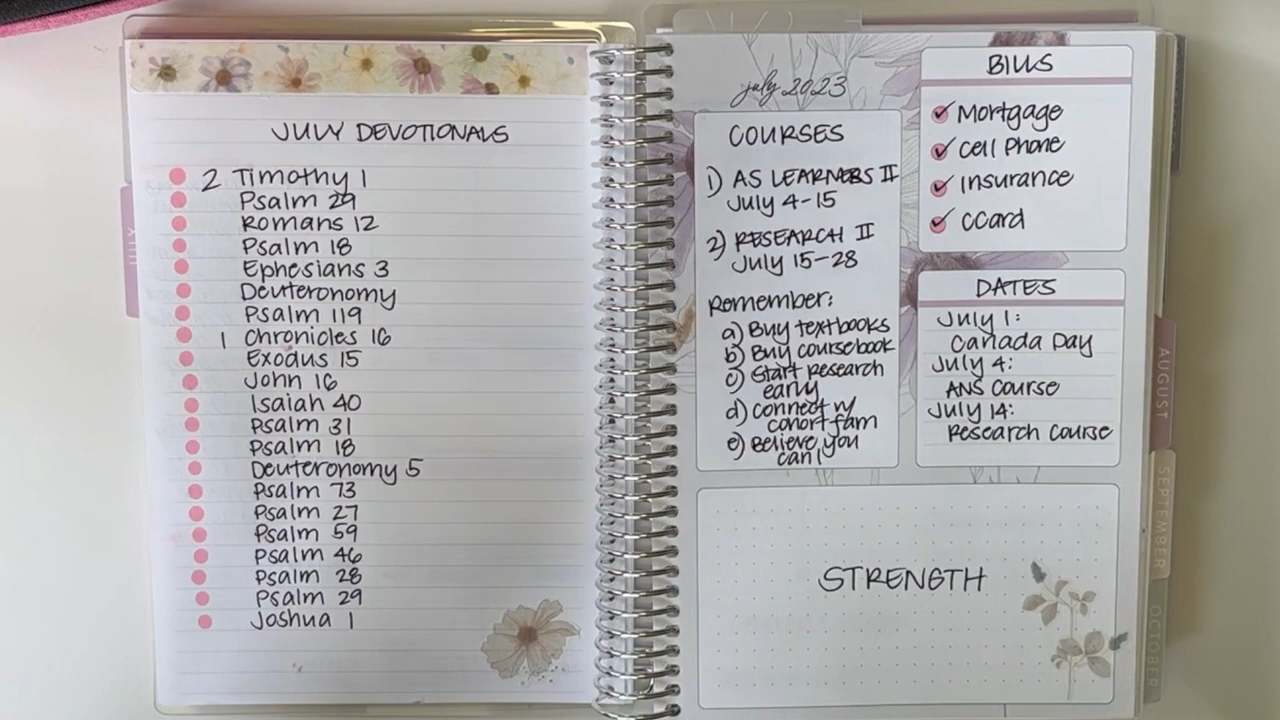 JULY DEVOTIONALS
2 Timothy 1
Psalm 29
Romans 12
Psalm 18
Ephesians 3
Deuteronomy
Psalm 119
1 Chronicles 16
Exodus 15
John 16
Isaiah 40
Psalm 31
Psalm 18
Deuteronomy 5
Psalm 73
Psalm 27
Psalm 59
Psalm 46
Psalm 28
Psalm 29
Joshua 1
july 2023
COURSES
1) AS LEARNERS II
July 4-15
2) RESEARCH II
July 15-28
Remember:
a) Buy textbooks
b) Buy coursebook
c) Start research
early
d) connect w/
cohort fam
e) Believe you
can!
BILLS
Mortgage
Cell Phone
Insurance
CCard
DATES
July 1:
Canada Day
July 4:
ANS Course
July 14:
Research Course
STRENGTH
AUGUST
SEPTEMBER
OCTOBER